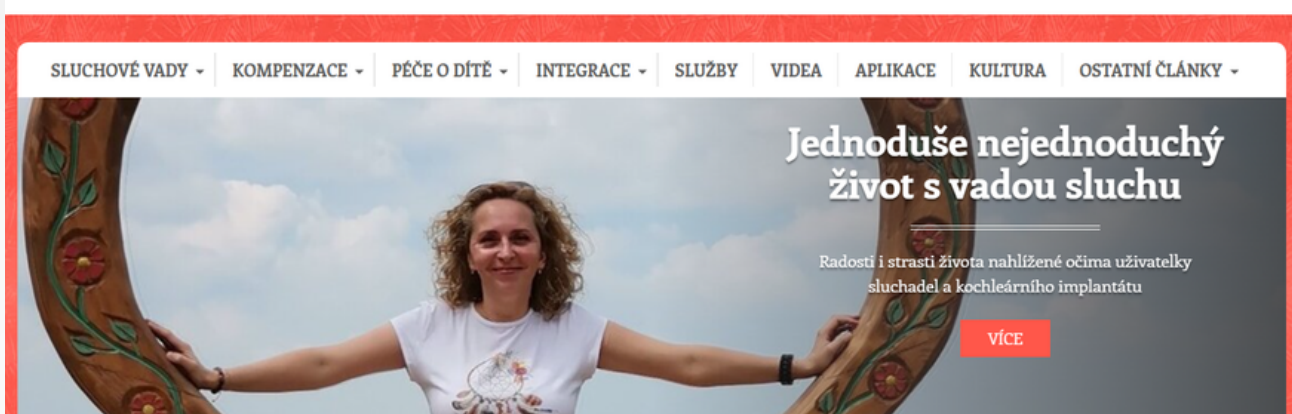 SLUCHOVÉ VADY KOMPENZACE PÉČE O DÍTĚ INTEGRACE SLUŽBY VIDEA APLIKACE KULTURA OSTATNÍ ČLÁNKY
Jednoduše nejednoduchý
život s vadou sluchu
Radosti i strasti života nahlížené očima uživatelky
sluchadel a kochleárního implantátu
VÍCE